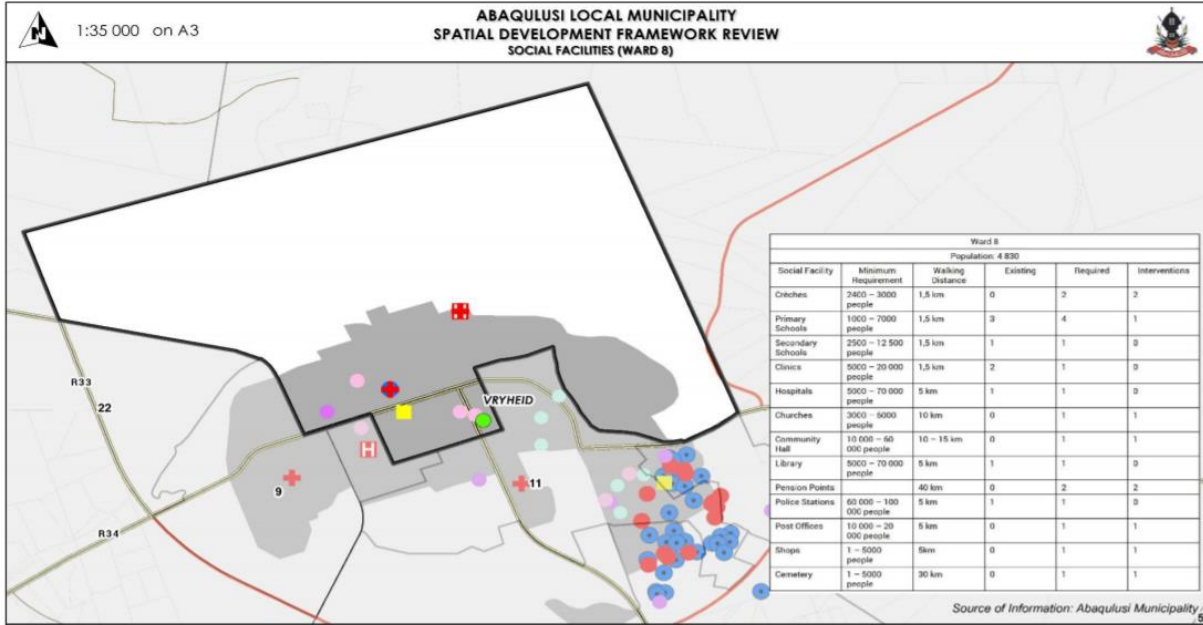 N
1:35 000 on A3
ABAQULUSI LOCAL MUNICIPALITY
SPATIAL DEVELOPMENT FRAMEWORK REVIEW
SOCIAL FACILITIES (WARD 8)
R33
22
VRYHEID
H
9
11
R34
Ward 8
Population: 4 830
Social Facility Minimum Requirement Walking Distance Existing Required Interventions
Crèches 2400 – 3000 people 1,5 km 0 2 2
Primary Schools 1000 – 7000 people 1,5 km 3 4 1
Secondary Schools 2500 – 12 500 people 1,5 km 1 1 0
Clinics 5000 – 20 000 people 1,5 km 2 1 0
Hospitals 5000 – 70 000 people 5 km 1 1 0
Churches 3000 – 6000 people 10 km 0 1 1
Community Hall 10 000 – 60 000 people 10 – 15 km 0 1 1
Library 5000 – 70 000 people 5 km 1 1 0
Pension Points 40 km 0 2 2
Police Stations 60 000 – 100 000 people 5 km 1 1 0
Post Offices 10 000 – 20 000 people 5 km 0 1 1
Shops 1 – 5000 people 5km 0 1 1
Cemetery 1 – 5000 people 30 km 0 1 1
Source of Information: Abaqulusi Municipality